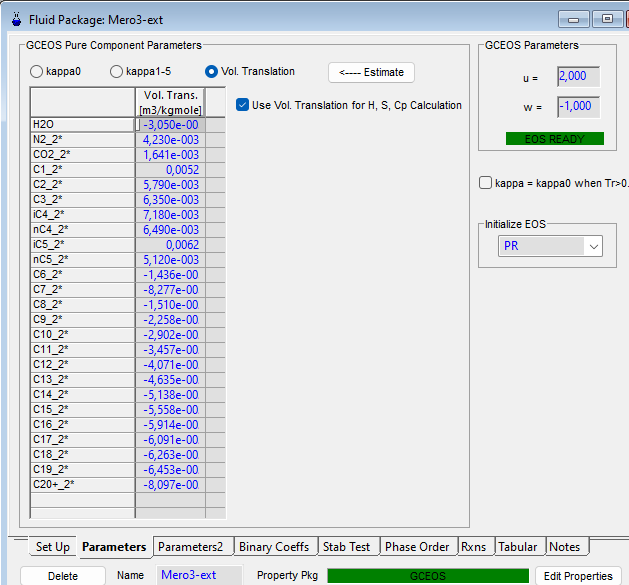 Fluid Package: Mero3-ext
GCEOS Pure Component Parameters
kappa0
kappa1-5
Vol. Translation
<---- Estimate
Use Vol. Translation for H, S, Cp Calculation
Vol. Trans.
[m3/kgmole]
H2O -3,050e-00
N2_2* 4,230e-003
CO2_2* 1,641e-003
C1_2* 0,0052
C2_2* 5,790e-003
C3_2* 6,350e-003
iC4_2* 7,180e-003
nC4_2* 6,490e-003
iC5_2* 0,0062
nC5_2* 5,120e-003
C6_2* -1,436e-00
C7_2* -8,277e-00
C8_2* -1,510e-00
C9_2* -2,258e-00
C10_2* -2,902e-00
C11_2* -3,457e-00
C12_2* -4,071e-00
C13_2* -4,635e-00
C14_2* -5,138e-00
C15_2* -5,558e-00
C16_2* -5,914e-00
C17_2* -6,091e-00
C18_2* -6,263e-00
C19_2* -6,453e-00
C20+_2* -8,097e-00
GCEOS Parameters
u = 2,000
w = -1,000
EOS READY
kappa = kappa0 when Tr>0.
Initialize EOS
PR
Set Up Parameters Parameters2 Binary Coeffs Stab Test Phase Order Rxns Tabular Notes
Delete Name Mero3-ext Property Pkg GCEOS Edit Properties